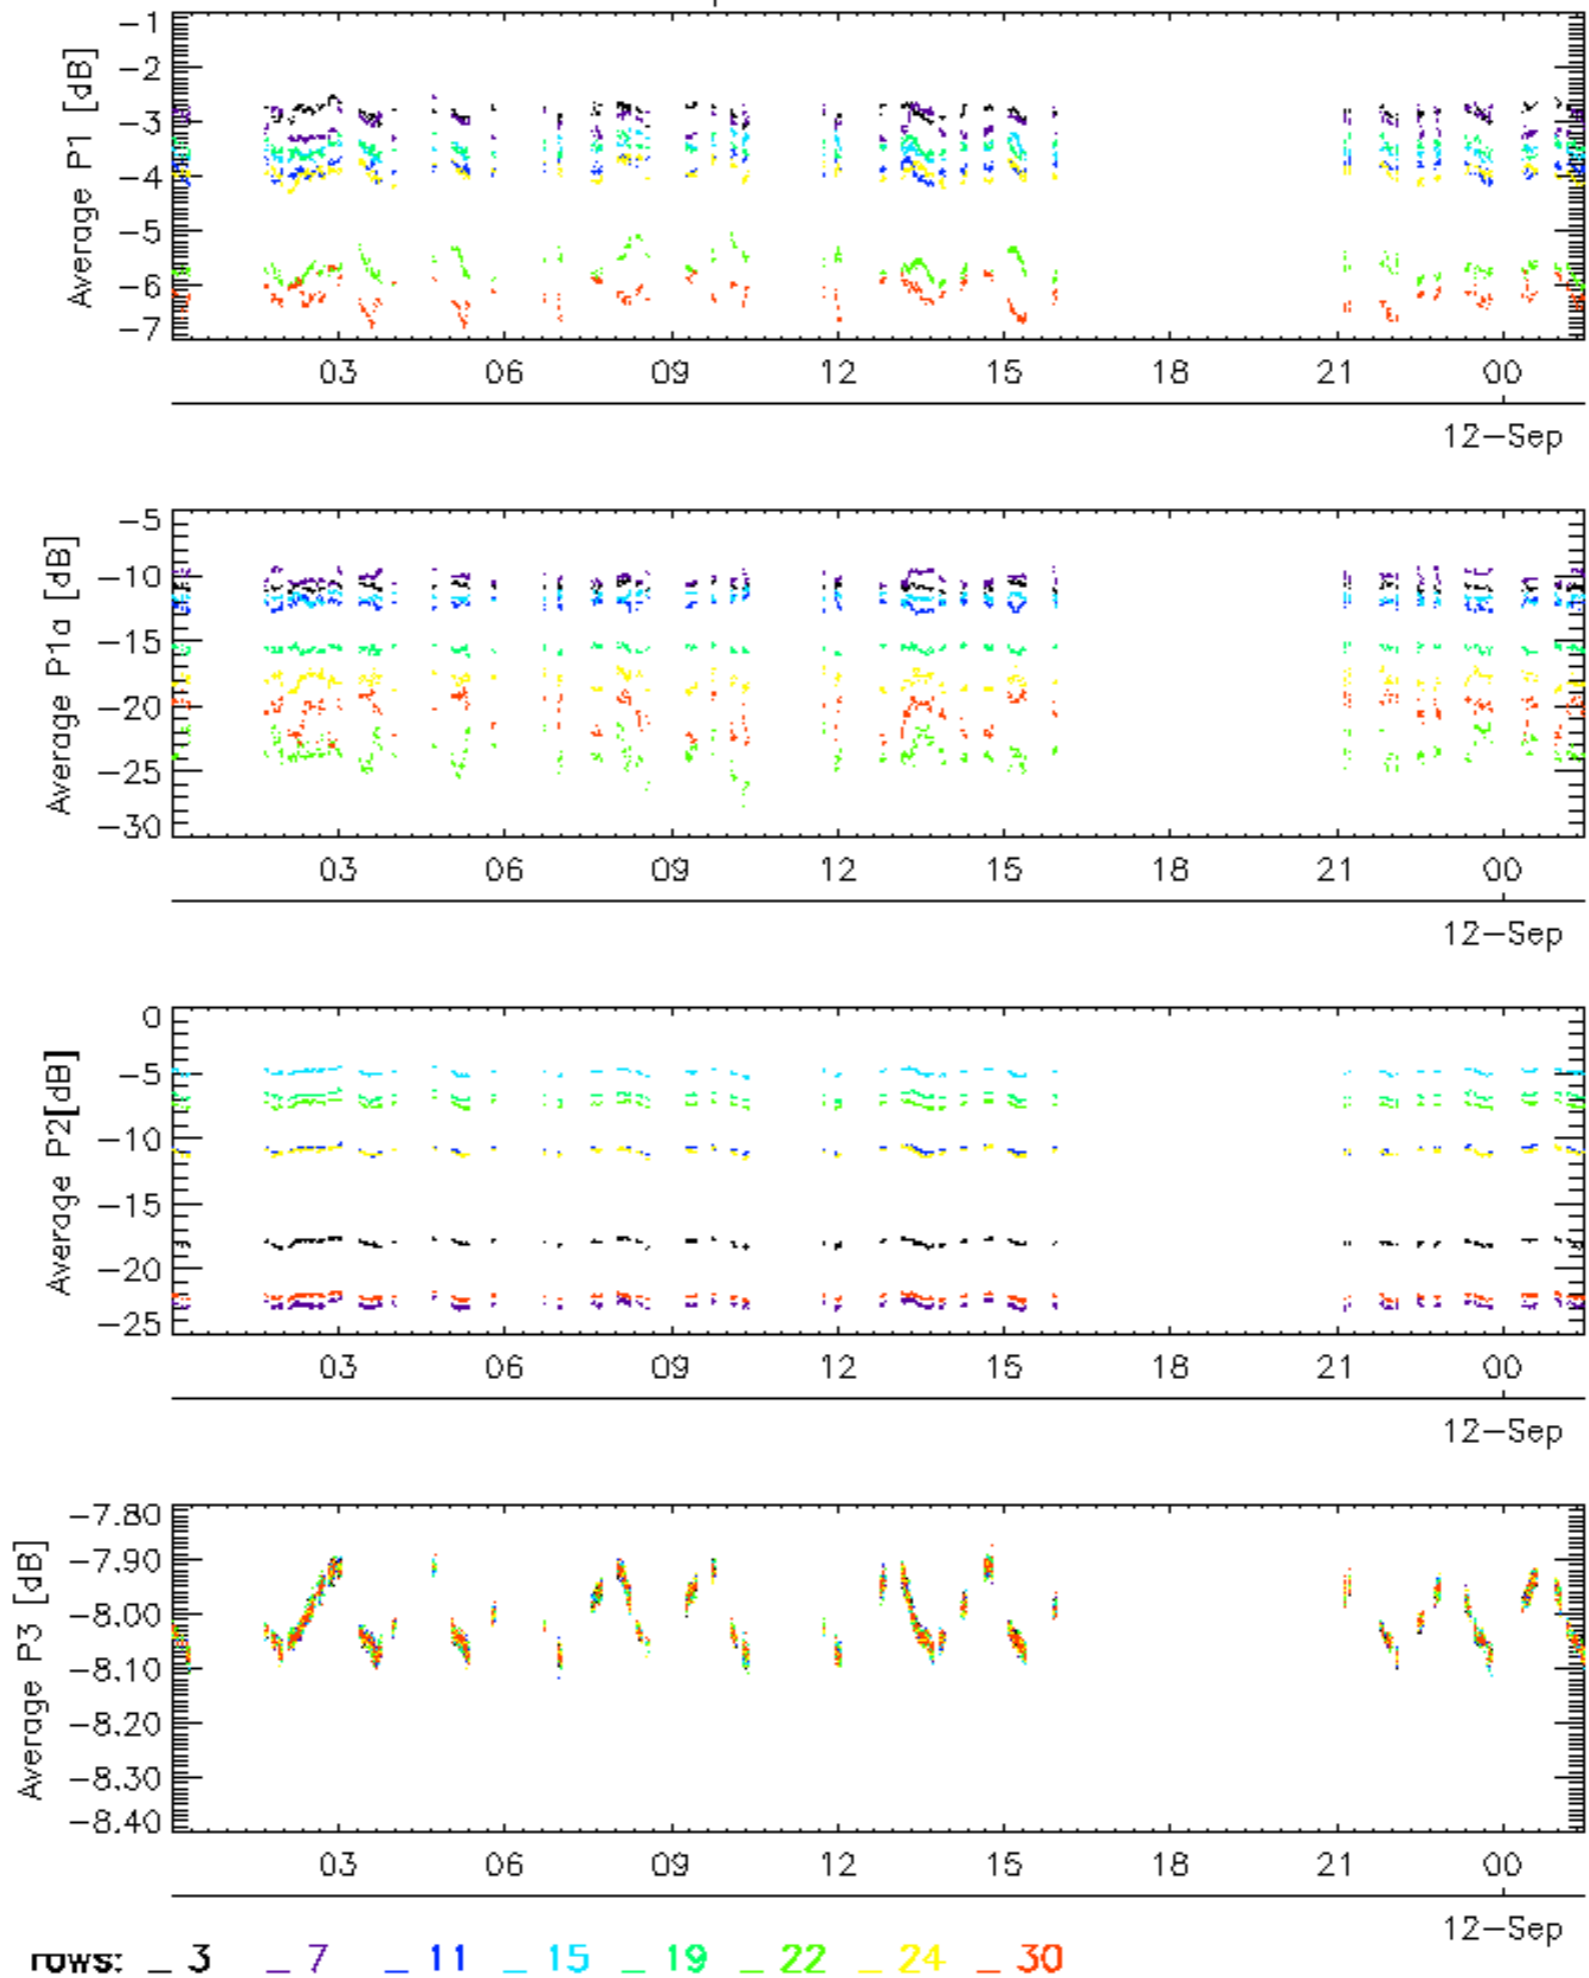 Average P1 [dB]
-1
-2
-3
-4
-5
-6
-7
03 06 09 12 15 18 21 00
12-Sep
Average P1a [dB]
-5
-10
-15
-20
-25
-30
03 06 09 12 15 18 21 00
12-Sep
Average P2[dB]
0
-5
-10
-15
-20
-25
03 06 09 12 15 18 21 00
12-Sep
Average P3 [dB]
-7.80
-7.90
-8.00
-8.10
-8.20
-8.30
-8.40
03 06 09 12 15 18 21 00
12-Sep
rows: _ 3 _ 7 _ 11 _ 15 _ 19 _ 22 _ 24 _ 30